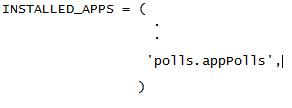 INSTALLED_APPS = (
:
'polls.appPolls',
)